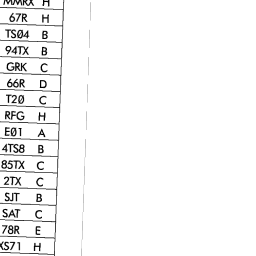 MMRX H
67R H
TS04 B
94TX B
GRK C
66R D
T20 C
RFG H
E01 A
4TS8 B
85TX C
2TX C
SJT B
SAT C
78R E
XS71 H